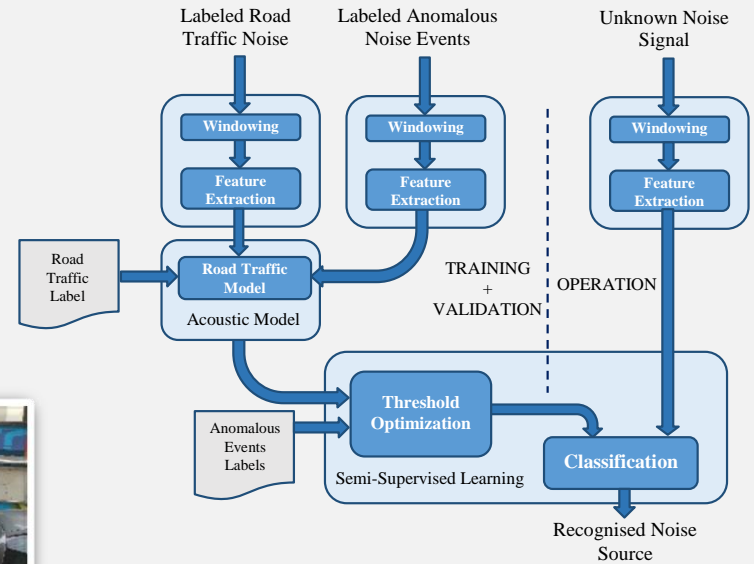 Labeled Road
Traffic Noise
Labeled Anomalous
Noise Events
Unknown Noise
Signal
Windowing
Windowing
Windowing
Feature
Extraction
Feature
Extraction
Feature
Extraction
Road
Traffic
Label
Road Traffic
Model
Acoustic Model
TRAINING
+
VALIDATION
OPERATION
Threshold
Optimization
Anomalous
Events
Labels
Classification
Semi-Supervised Learning
Recognised Noise
Source